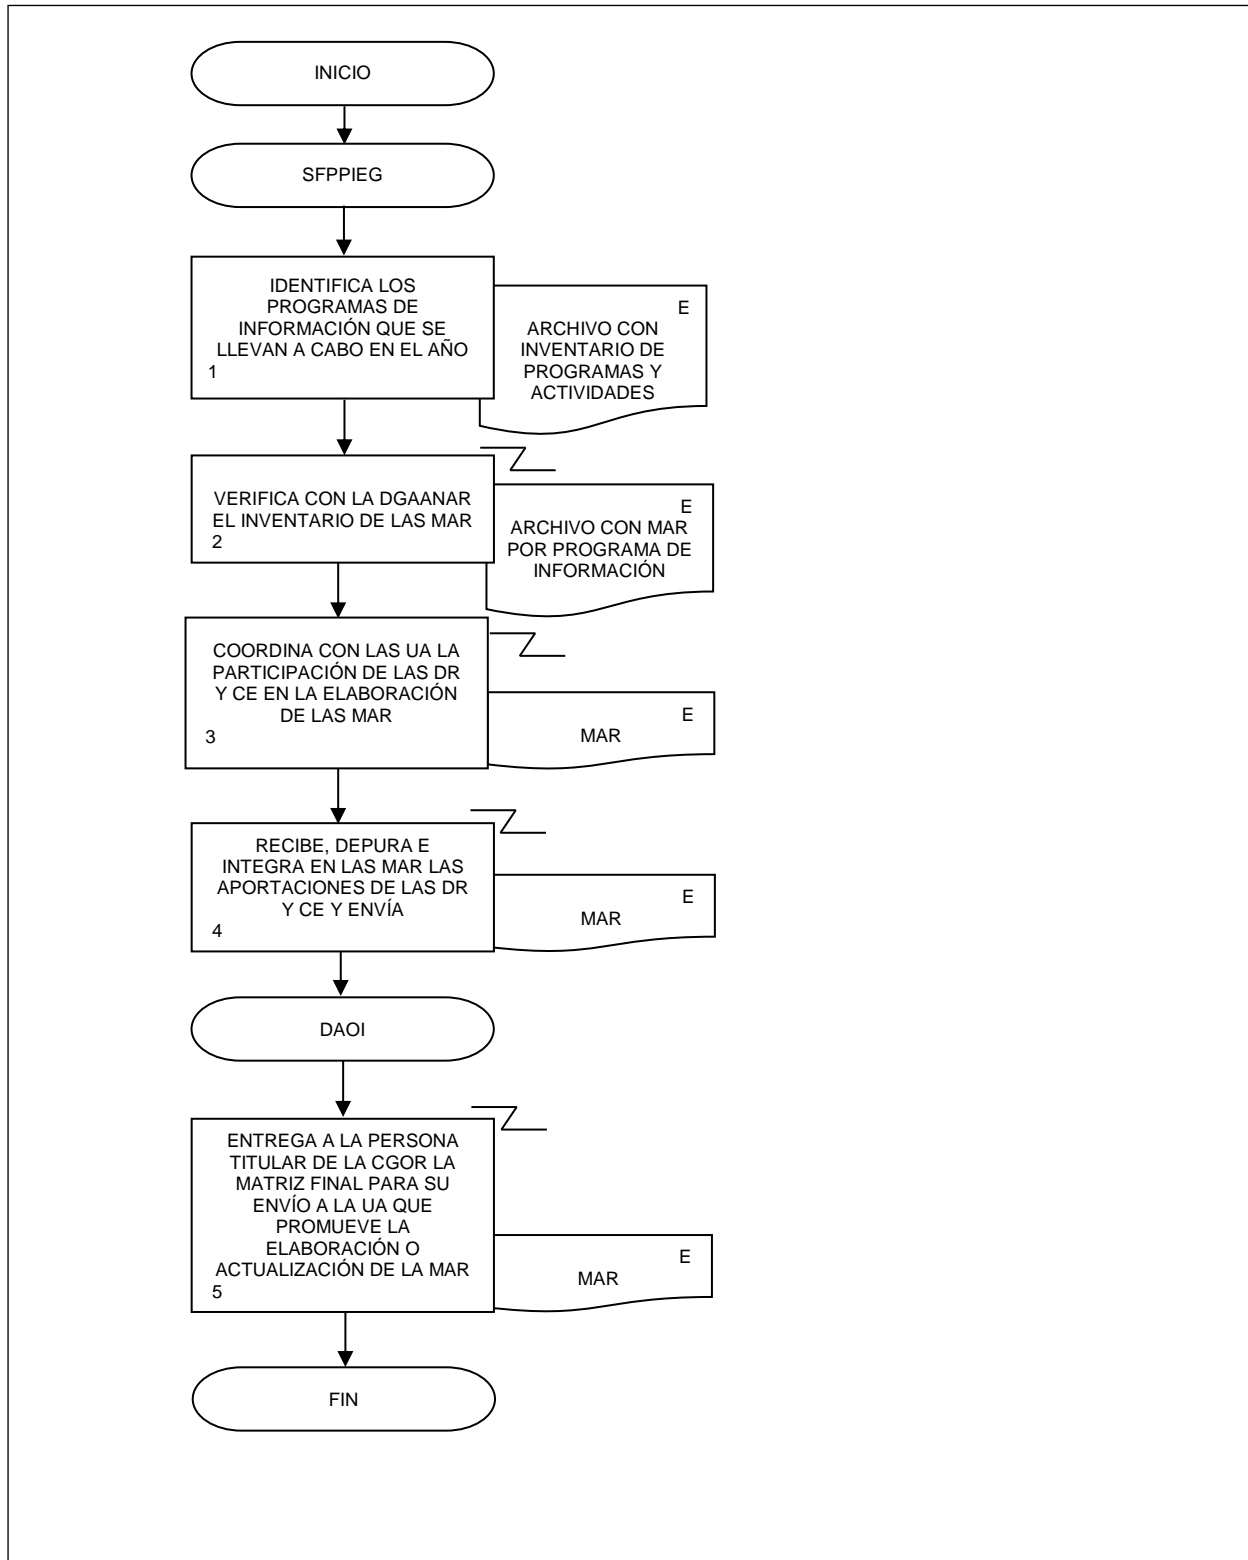 INICIO
SFPPIEG
IDENTIFICA LOS
PROGRAMAS DE
INFORMACIÓN QUE SE
LLEVAN A CABO EN EL AÑO
1
E
ARCHIVO CON
INVENTARIO DE
PROGRAMAS Y
ACTIVIDADES
VERIFICA CON LA DGAANAR
EL INVENTARIO DE LAS MAR
2
E
ARCHIVO CON MAR
POR PROGRAMA DE
INFORMACIÓN
COORDINA CON LAS UA LA
PARTICIPACIÓN DE LAS DR
Y CE EN LA ELABORACIÓN
DE LAS MAR
3
E
MAR
RECIBE, DEPURA E
INTEGRA EN LAS MAR LAS
APORTACIONES DE LAS DR
Y CE Y ENVÍA
4
E
MAR
DAOI
ENTREGA A LA PERSONA
TITULAR DE LA CGOR LA
MATRIZ FINAL PARA SU
ENVÍO A LA UA QUE
PROMUEVE LA
ELABORACIÓN O
ACTUALIZACIÓN DE LA MAR
5
E
MAR
FIN